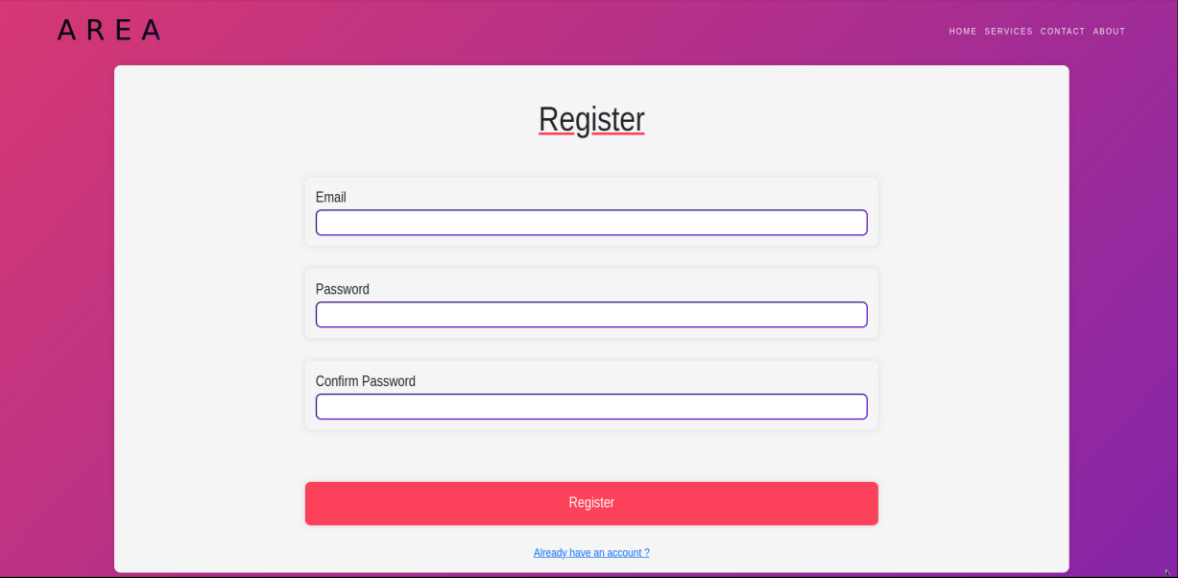 AREA
HOME SERVICES CONTACT ABOUT
Register
Email
Password
Confirm Password
Register
Already have an account ?